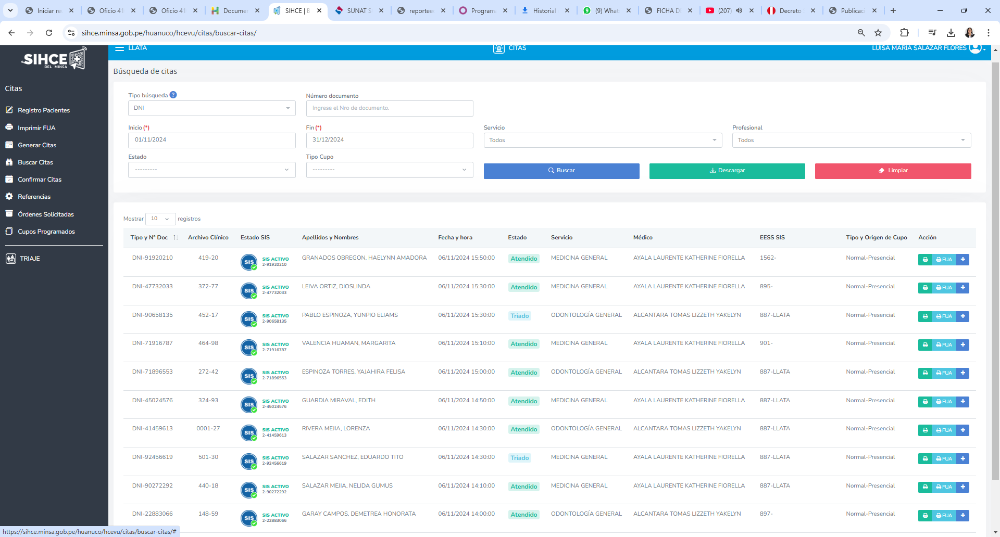 Iniciar re
Oficio 41
Oficio 41
Documen
SIHCE | B
SUNAT S
reportee
Programa
Historial
(9) What
FICHA D
(207)
Decreto
Publicaci
sihce.minsa.gob.pe/huanuco/hcevu/citas/buscar-citas/
SIHCE
DEL MINSA
LLATA
CITAS
LUISA MARIA SALAZAR FLORES
Búsqueda de citas
Citas
Registro Pacientes
Imprimir FUA
Generar Citas
Buscar Citas
Confirmar Citas
Referencias
Órdenes Solicitadas
Cupos Programados
TRIAJE
Tipo búsqueda ?
Número documento
DNI
Ingrese el Nro de documento.
Inicio (*)
Fin (*)
Servicio
Profesional
01/11/2024
31/12/2024
Todos
Todos
Estado
Tipo Cupo
---------
---------
Buscar
Descargar
Limpiar
Mostrar 10 registros
Tipo y N° Doc Archivo Clínico Estado SIS Apellidos y Nombres Fecha y hora Estado Servicio Médico EESS SIS Tipo y Origen de Cupo Acción
DNI-91920210 419-20 SIS SIS ACTIVO 2-91920210 GRANADOS OBREGON, HAELYNN AMADORA 06/11/2024 15:50:00 Atendido MEDICINA GENERAL AYALA LAURENTE KATHERINE FIORELLA 1562- Normal-Presencial FUA
DNI-47732033 372-77 SIS SIS ACTIVO 2-47732033 LEIVA ORTIZ, DIOSLINDA 06/11/2024 15:30:00 Atendido MEDICINA GENERAL AYALA LAURENTE KATHERINE FIORELLA 895- Normal-Presencial FUA
DNI-90658135 452-17 SIS SIS ACTIVO 2-90658135 PABLO ESPINOZA, YUNPIO ELIAMS 06/11/2024 15:30:00 Triado ODONTOLOGÍA GENERAL ALCANTARA TOMAS LIZZETH YAKELYN 887-LLATA Normal-Presencial FUA
DNI-71916787 464-98 SIS SIS ACTIVO 2-71916787 VALENCIA HUAMAN, MARGARITA 06/11/2024 15:10:00 Atendido MEDICINA GENERAL AYALA LAURENTE KATHERINE FIORELLA 901- Normal-Presencial FUA
DNI-71896553 272-42 SIS SIS ACTIVO 2-71896553 ESPINOZA TORRES, YAJAHIRA FELISA 06/11/2024 15:00:00 Atendido ODONTOLOGÍA GENERAL ALCANTARA TOMAS LIZZETH YAKELYN 887-LLATA Normal-Presencial FUA
DNI-45024576 324-93 SIS SIS ACTIVO 2-45024576 GUARDIA MIRAVAL, EDITH 06/11/2024 14:50:00 Atendido MEDICINA GENERAL AYALA LAURENTE KATHERINE FIORELLA 887-LLATA Normal-Presencial FUA
DNI-41459613 0001-27 SIS SIS ACTIVO 2-41459613 RIVERA MEJIA, LORENZA 06/11/2024 14:30:00 Atendido ODONTOLOGÍA GENERAL ALCANTARA TOMAS LIZZETH YAKELYN 887-LLATA Normal-Presencial FUA
DNI-92456619 501-30 SIS SIS ACTIVO 2-92456619 SALAZAR SANCHEZ, EDUARDO TITO 06/11/2024 14:30:00 Triado MEDICINA GENERAL AYALA LAURENTE KATHERINE FIORELLA 887-LLATA Normal-Presencial FUA
DNI-90272292 440-18 SIS SIS ACTIVO 2-90272292 SALAZAR MEJIA, NELIDA GUMUS 06/11/2024 14:10:00 Atendido MEDICINA GENERAL AYALA LAURENTE KATHERINE FIORELLA 887-LLATA Normal-Presencial FUA
DNI-22883066 148-59 SIS SIS ACTIVO 2-22883066 GARAY CAMPOS, DEMETREA HONORATA 06/11/2024 14:00:00 Atendido ODONTOLOGÍA GENERAL ALCANTARA TOMAS LIZZETH YAKELYN 897- Normal-Presencial FUA
https://sihce.minsa.gob.pe/huanuco/hcevu/citas/buscar-citas/#